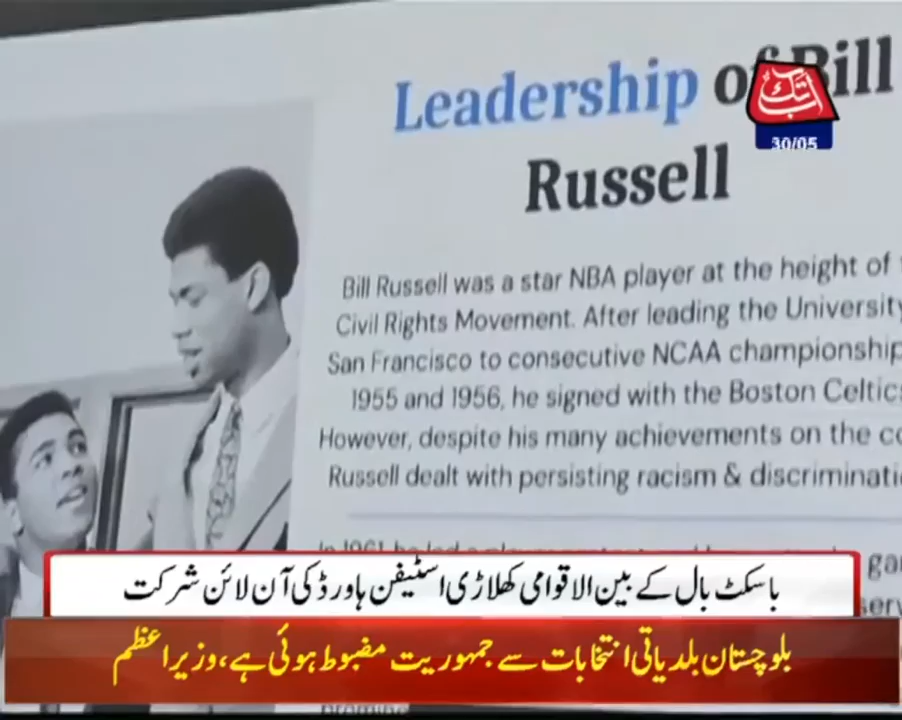 Leadership of Bill
Russell
ابتک
30/05
Bill Russell was a star NBA player at the height of
Civil Rights Movement. After leading the University
San Francisco to consecutive NCAA championship
1955 and 1956, he signed with the Boston Celtics
However, despite his many achievements on the
Russell dealt with persisting racism & discriminati
باسکٹ بال کے بین الاقوامی کھلاڑی اسٹیفن ہاورڈ کی آن لائن شرکت
بلوچستان بلدیاتی انتخابات سے جمہوریت مضبوط ہوئی ہے، وزیراعظم